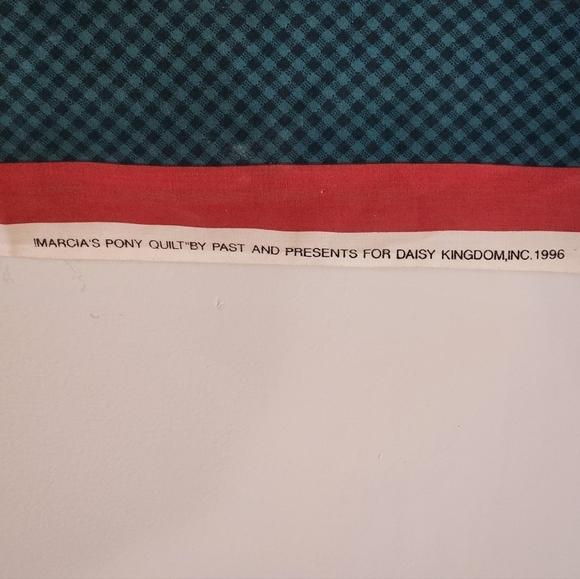 !MARCIA'S PONY QUILT"BY PAST AND PRESENTS FOR DAISY KINGDOM,INC.1996